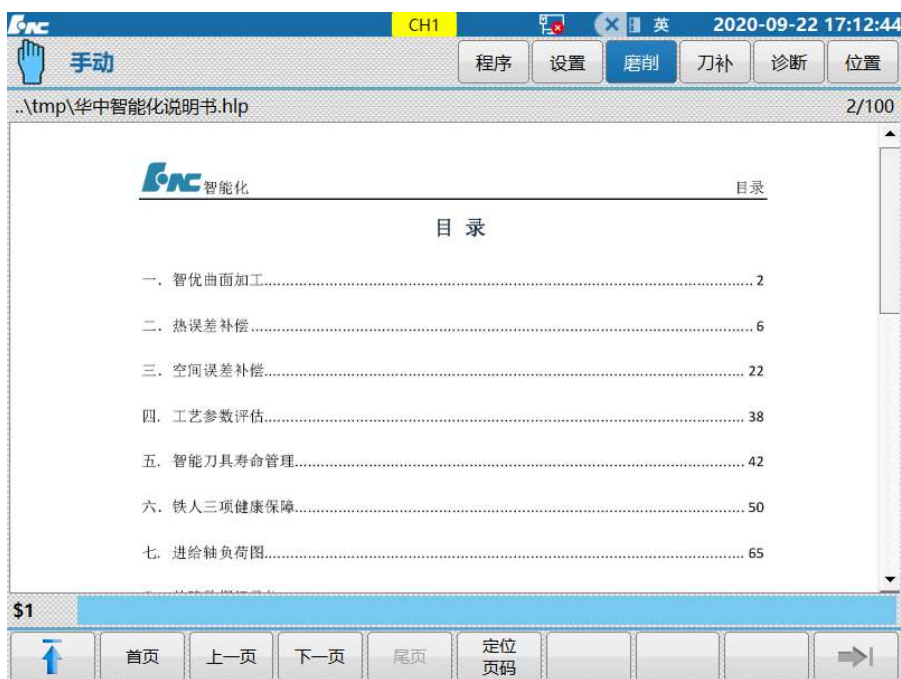 HNC CH1 英 2020-09-22 17:12:44
手动 程序 设置 磨削 刀补 诊断 位置
..\tmp\华中智能化说明书.hlp 2/100
HNC 智能化 目录
目 录
一. 智优曲面加工 2
二. 热误差补偿 6
三. 空间误差补偿 22
四. 工艺参数评估 38
五. 智能刀具寿命管理 42
六. 铁人三项健康保障 50
七. 进给轴负荷图 65
$1
首页 上一页 下一页 尾页 定位
页码